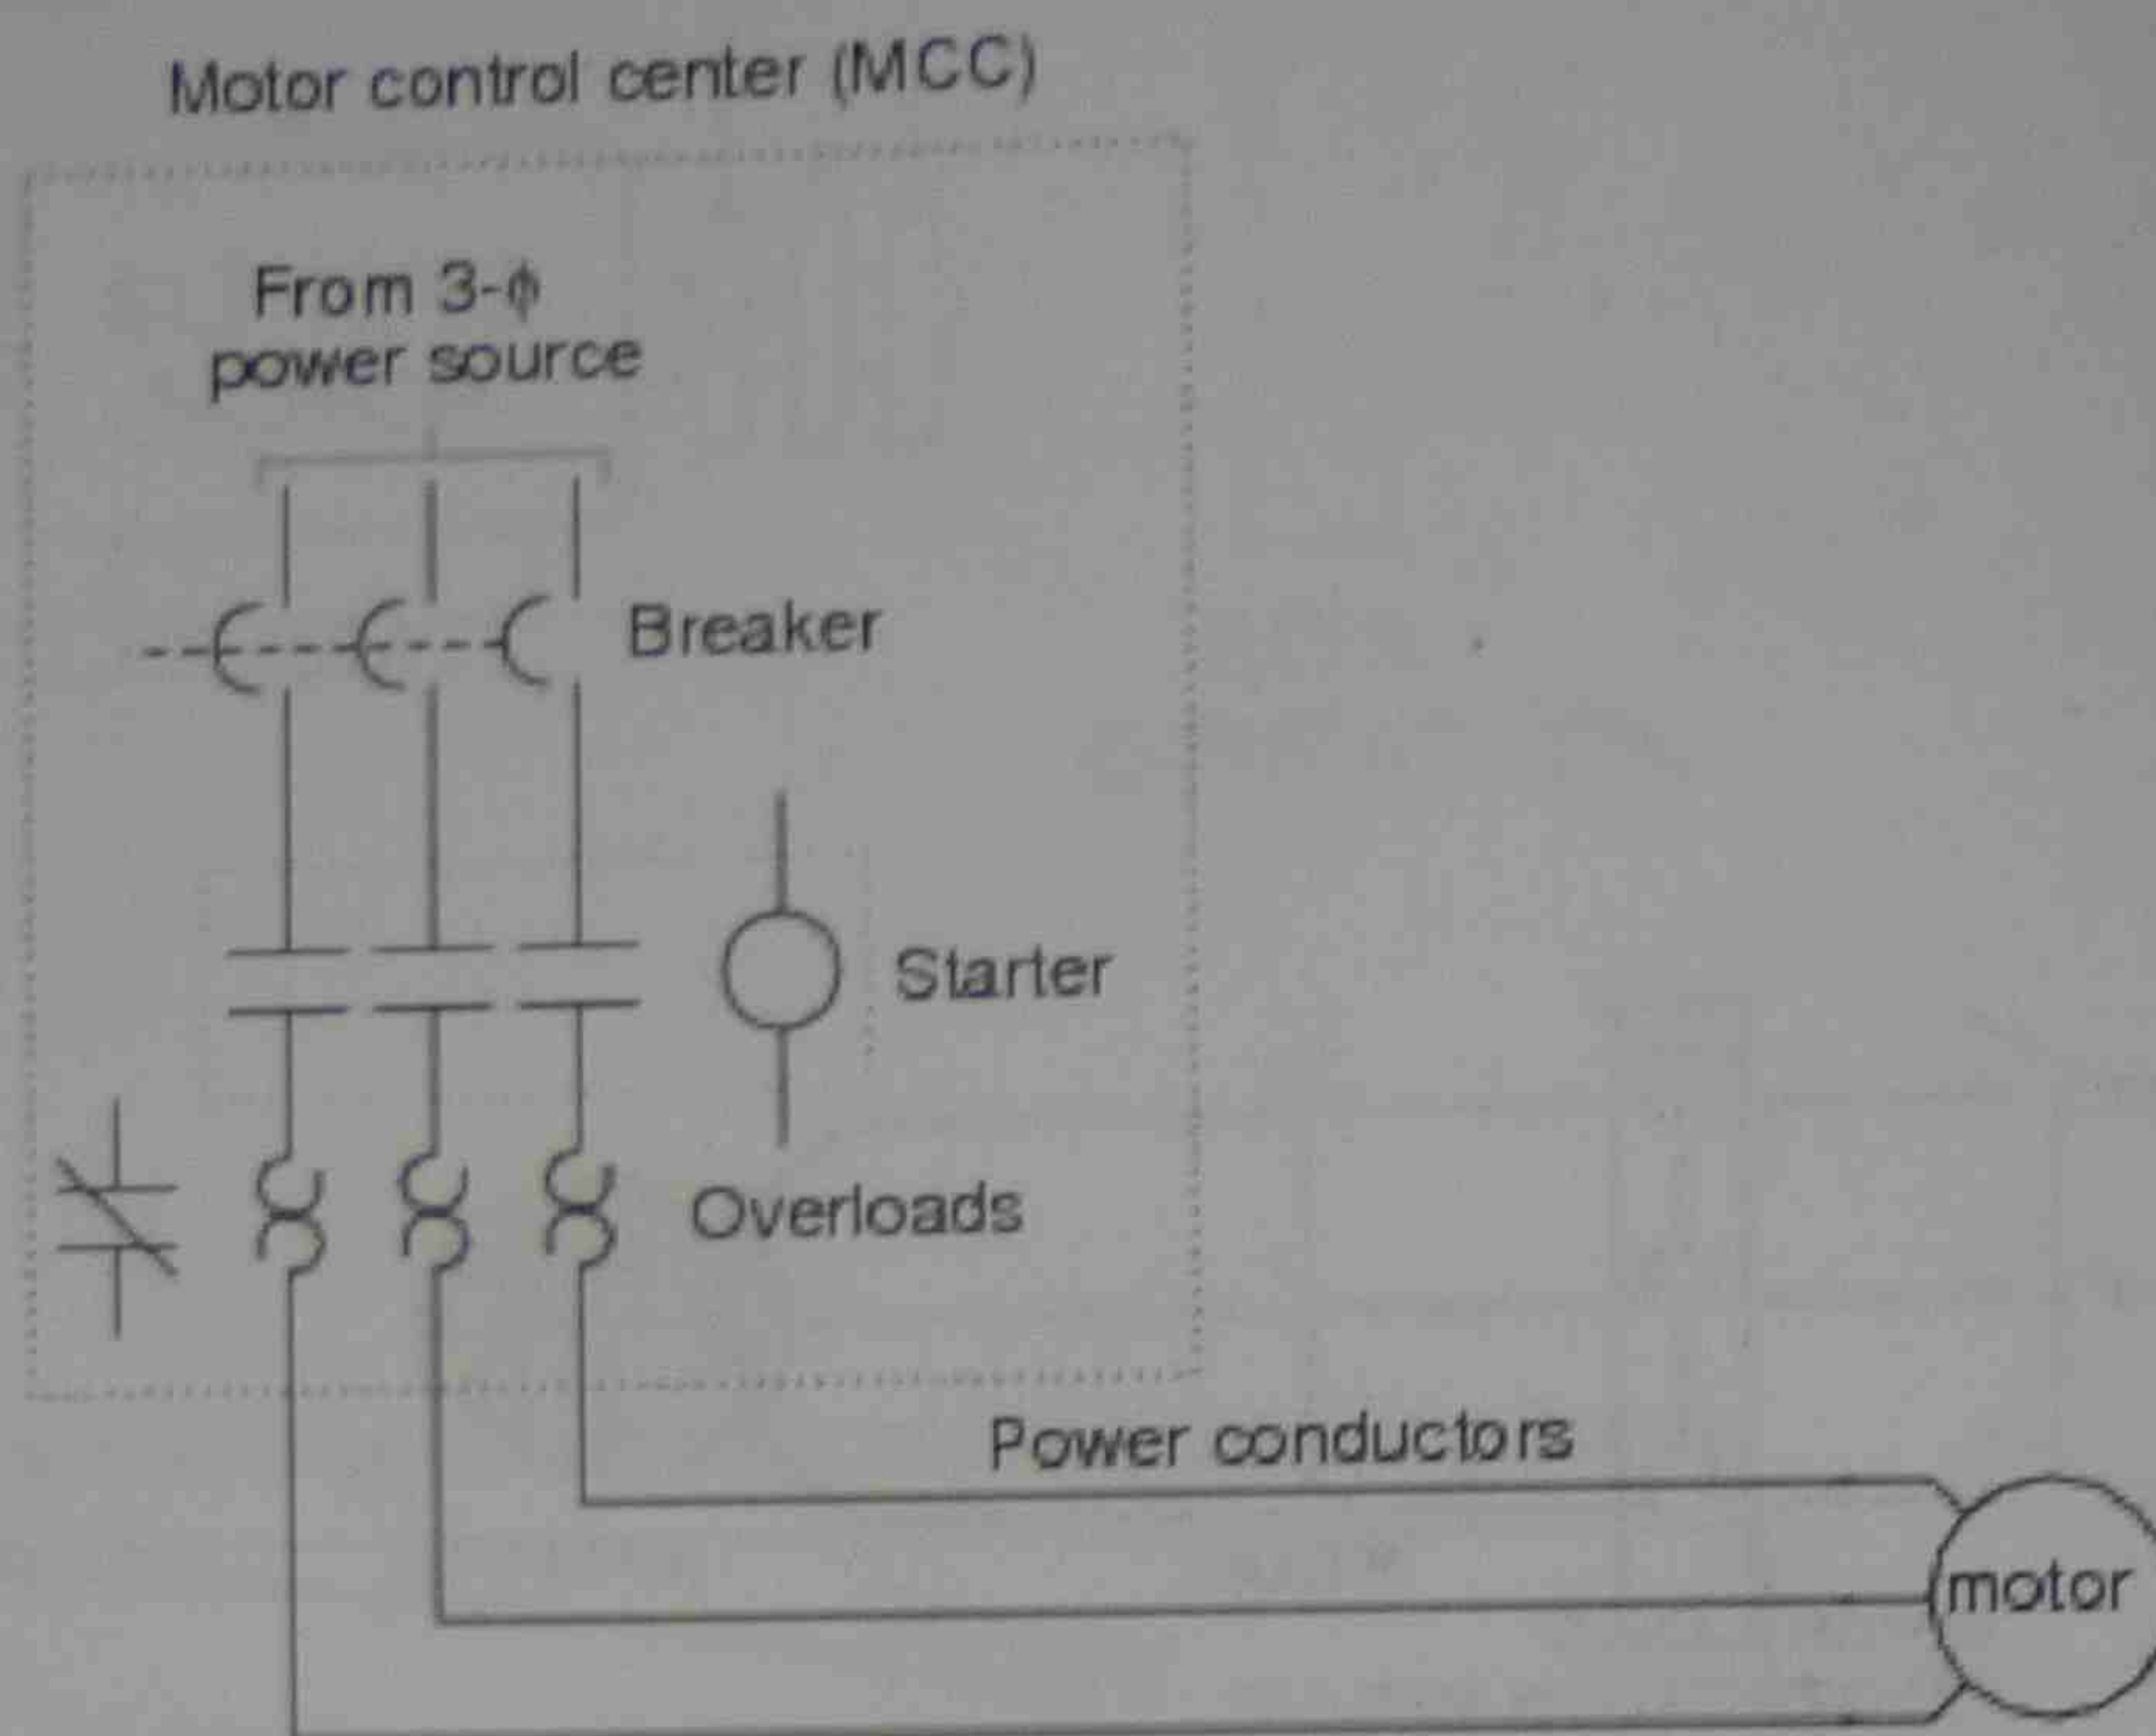 Motor control center (MCC)
From 3-ϕ
power source
Breaker
Starter
Overloads
Power conductors
motor